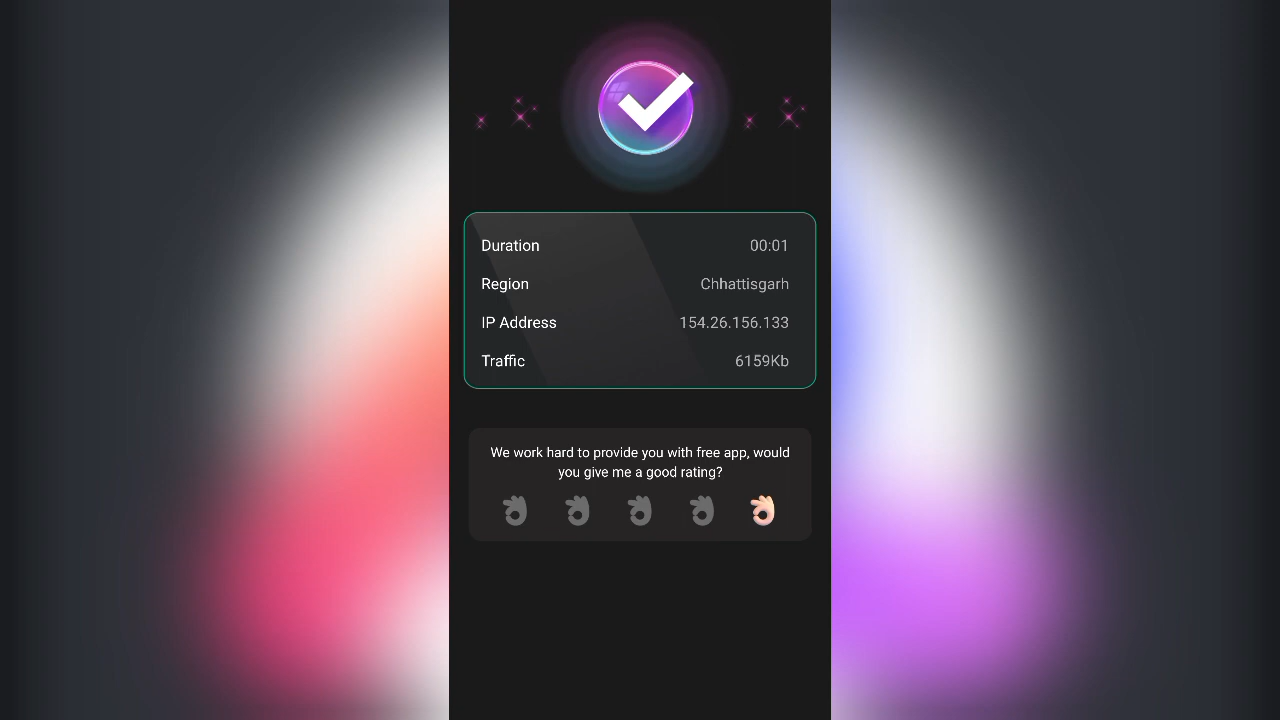 Duration 00:01
Region Chhattisgarh
IP Address 154.26.156.133
Traffic 6159Kb
We work hard to provide you with free app, would
you give me a good rating?